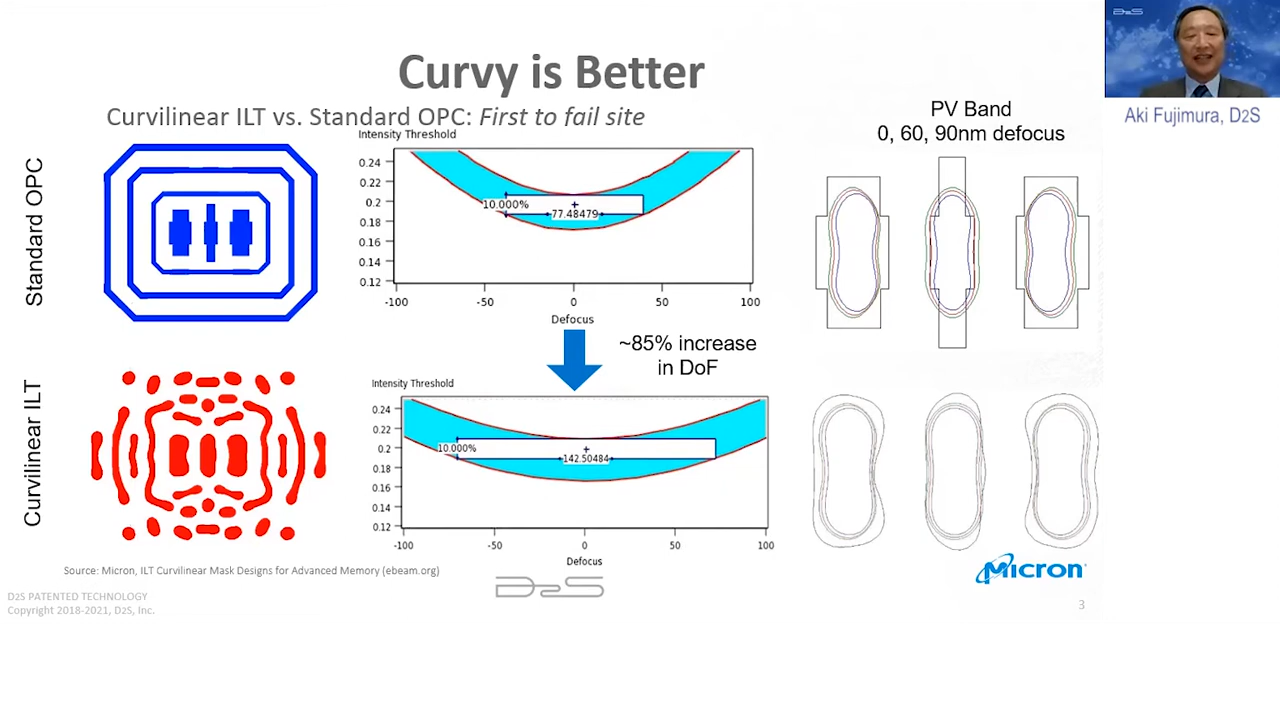 Curvy is Better
Curvilinear ILT vs. Standard OPC: First to fail site
D2S
Aki Fujimura, D2S
PV Band
0, 60, 90nm defocus
Standard OPC
Intensity Threshold
0.24
0.22
0.2
0.18
0.16
0.14
0.12
10.000%
77.48479
-100
-50
0
50
100
Defocus
~85% increase
in DoF
Curvilinear ILT
Intensity Threshold
0.24
0.22
0.2
0.18
0.16
0.14
0.12
10.000%
142.50484
-100
-50
0
50
100
Defocus
Source: Micron, ILT Curvilinear Mask Designs for Advanced Memory (ebeam.org)
D2S
Micron
D2S PATENTED TECHNOLOGY
Copyright 2018-2021, D2S, Inc.
3